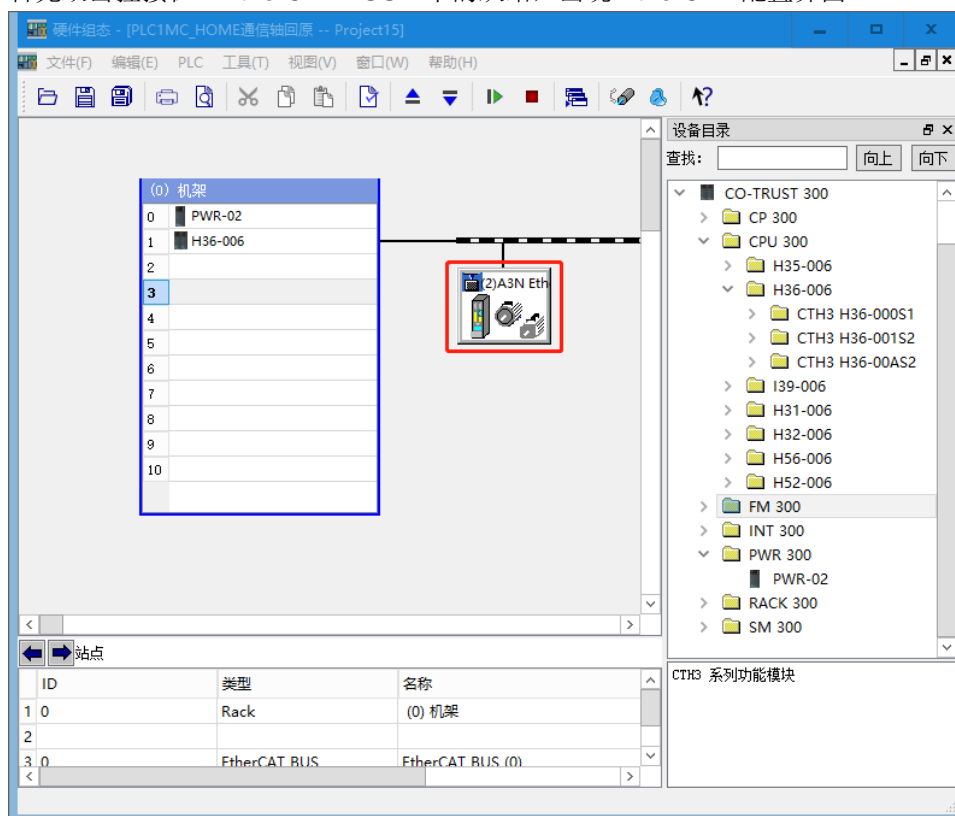 硬件组态 - [PLC1MC_HOME通信轴回原 -- Project15]
文件(F) 编辑(E) PLC 工具(T) 视图(V) 窗口(W) 帮助(H)
设备目录
查找: 向上 向下
(0) 机架
0 PWR-02
1 H36-006
2
3
4
5
6
7
8
9
10
(2)A3N Eth
CO-TRUST 300
CP 300
CPU 300
H35-006
H36-006
CTH3 H36-000S1
CTH3 H36-001S2
CTH3 H36-00AS2
I39-006
H31-006
H32-006
H56-006
H52-006
FM 300
INT 300
PWR 300
PWR-02
RACK 300
SM 300
站点
ID 类型 名称
1 0 Rack (0) 机架
2
3 0 EtherCAT BUS EtherCAT BUS (0)
CTH3 系列功能模块